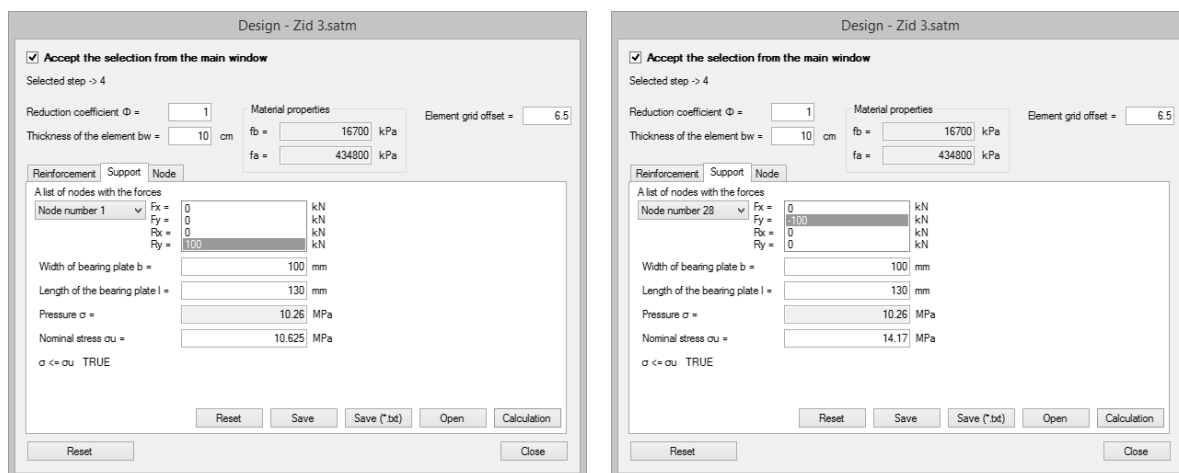 Design - Zid 3.satm
Accept the selection from the main window
Selected step -> 4
Reduction coefficient Φ = 1
Thickness of the element bw = 10 cm
Material properties
fb = 16700 kPa
fa = 434800 kPa
Element grid offset = 6.5
Reinforcement Support Node
A list of nodes with the forces
Node number 1
Fx = 0 kN
Fy = 0 kN
Rx = 0 kN
Ry = 100 kN
Width of bearing plate b = 100 mm
Length of the bearing plate l = 130 mm
Pressure σ = 10.26 MPa
Nominal stress σu = 10.625 MPa
σ <= σu TRUE
Reset Save Save (*.txt) Open Calculation
Reset Close
Design - Zid 3.satm
Accept the selection from the main window
Selected step -> 4
Reduction coefficient Φ = 1
Thickness of the element bw = 10 cm
Material properties
fb = 16700 kPa
fa = 434800 kPa
Element grid offset = 6.5
Reinforcement Support Node
A list of nodes with the forces
Node number 28
Fx = 0 kN
Fy = -100 kN
Rx = 0 kN
Ry = 0 kN
Width of bearing plate b = 100 mm
Length of the bearing plate l = 130 mm
Pressure σ = 10.26 MPa
Nominal stress σu = 14.17 MPa
σ <= σu TRUE
Reset Save Save (*.txt) Open Calculation
Reset Close